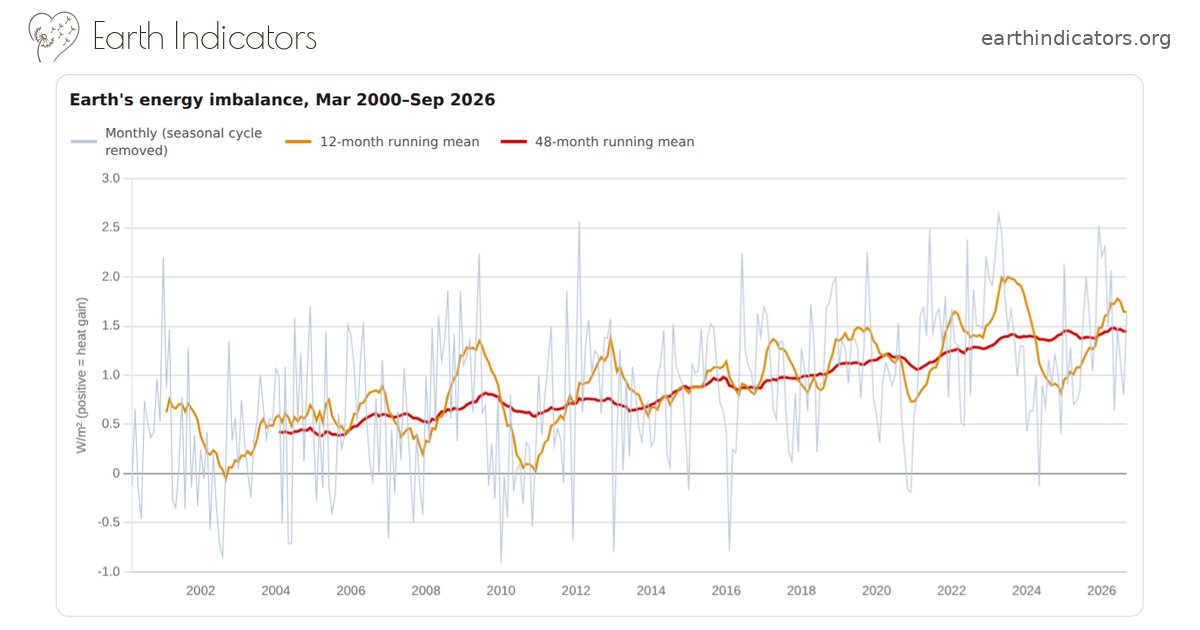 Earth Indicators
earthindicators.org
Earth's energy imbalance, Mar 2000–Sep 2026
Monthly (seasonal cycle
removed)
12-month running mean
48-month running mean
W/m² (positive = heat gain)
3.0
2.5
2.0
1.5
1.0
0.5
0
-0.5
-1.0
2002 2004 2006 2008 2010 2012 2014 2016 2018 2020 2022 2024 2026